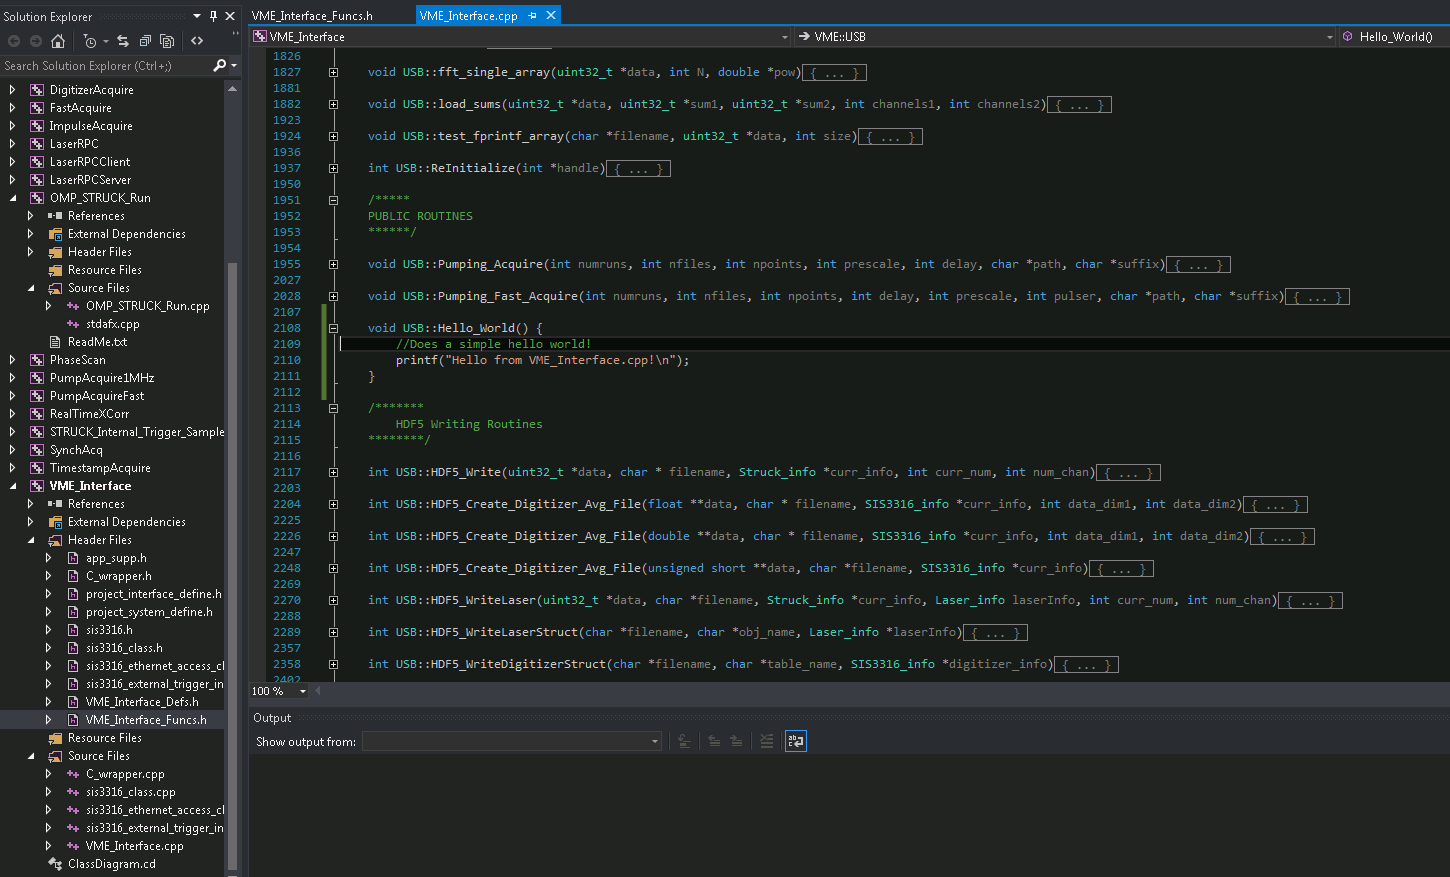 Solution Explorer
Search Solution Explorer (Ctrl+;)
DigitizerAcquire
FastAcquire
ImpulseAcquire
LaserRPC
LaserRPCClient
LaserRPCServer
OMP_STRUCK_Run
References
External Dependencies
Header Files
Resource Files
Source Files
OMP_STRUCK_Run.cpp
stdafx.cpp
ReadMe.txt
PhaseScan
PumpAcquire1MHz
PumpAcquireFast
RealTimeXCorr
STRUCK_Internal_Trigger_Sample
SynchAcq
TimestampAcquire
VME_Interface
References
External Dependencies
Header Files
app_supp.h
C_wrapper.h
project_interface_define.h
project_system_define.h
sis3316.h
sis3316_class.h
sis3316_ethernet_access_cl
sis3316_external_trigger_in
VME_Interface_Defs.h
VME_Interface_Funcs.h
Resource Files
Source Files
C_wrapper.cpp
sis3316_class.cpp
sis3316_ethernet_access_cl
sis3316_external_trigger_in
VME_Interface.cpp
ClassDiagram.cd
VME_Interface_Funcs.h VME_Interface.cpp
VME_Interface VME::USB Hello_World()
1826
1827 void USB::fft_single_array(uint32_t *data, int N, double *pow){ ... }
1881
1882 void USB::load_sums(uint32_t *data, uint32_t *sum1, uint32_t *sum2, int channels1, int channels2){ ... }
1923
1924 void USB::test_fprintf_array(char *filename, uint32_t *data, int size){ ... }
1936
1937 int USB::ReInitialize(int *handle){ ... }
1950
1951 /*****
1952 PUBLIC ROUTINES
1953 ******/
1954
1955 void USB::Pumping_Acquire(int numruns, int nfiles, int npoints, int prescale, int delay, char *path, char *suffix){ ... }
2027
2028 void USB::Pumping_Fast_Acquire(int numruns, int nfiles, int npoints, int delay, int prescale, int pulser, char *path, char *suffix){ ... }
2107
2108 void USB::Hello_World() {
2109 //Does a simple hello world!
2110 printf("Hello from VME_Interface.cpp!\n");
2111 }
2112
2113 /*******
2114 HDF5 Writing Routines
2115 ********/
2116
2117 int USB::HDF5_Write(uint32_t *data, char * filename, Struck_info *curr_info, int curr_num, int num_chan){ ... }
2203
2204 int USB::HDF5_Create_Digitizer_Avg_File(float **data, char * filename, SIS3316_info *curr_info, int data_dim1, int data_dim2){ ... }
2225
2226 int USB::HDF5_Create_Digitizer_Avg_File(double **data, char * filename, SIS3316_info *curr_info, int data_dim1, int data_dim2){ ... }
2247
2248 int USB::HDF5_Create_Digitizer_Avg_File(unsigned short **data, char *filename, SIS3316_info *curr_info){ ... }
2269
2270 int USB::HDF5_WriteLaser(uint32_t *data, char *filename, Struck_info *curr_info, Laser_info laserInfo, int curr_num, int num_chan){ ... }
2288
2289 int USB::HDF5_WriteLaserStruct(char *filename, char *obj_name, Laser_info *laserInfo){ ... }
2357
2358 int USB::HDF5_WriteDigitizerStruct(char *filename, char *table_name, SIS3316_info *digitizer_info){ ... }
2402
100 %
Output
Show output from: